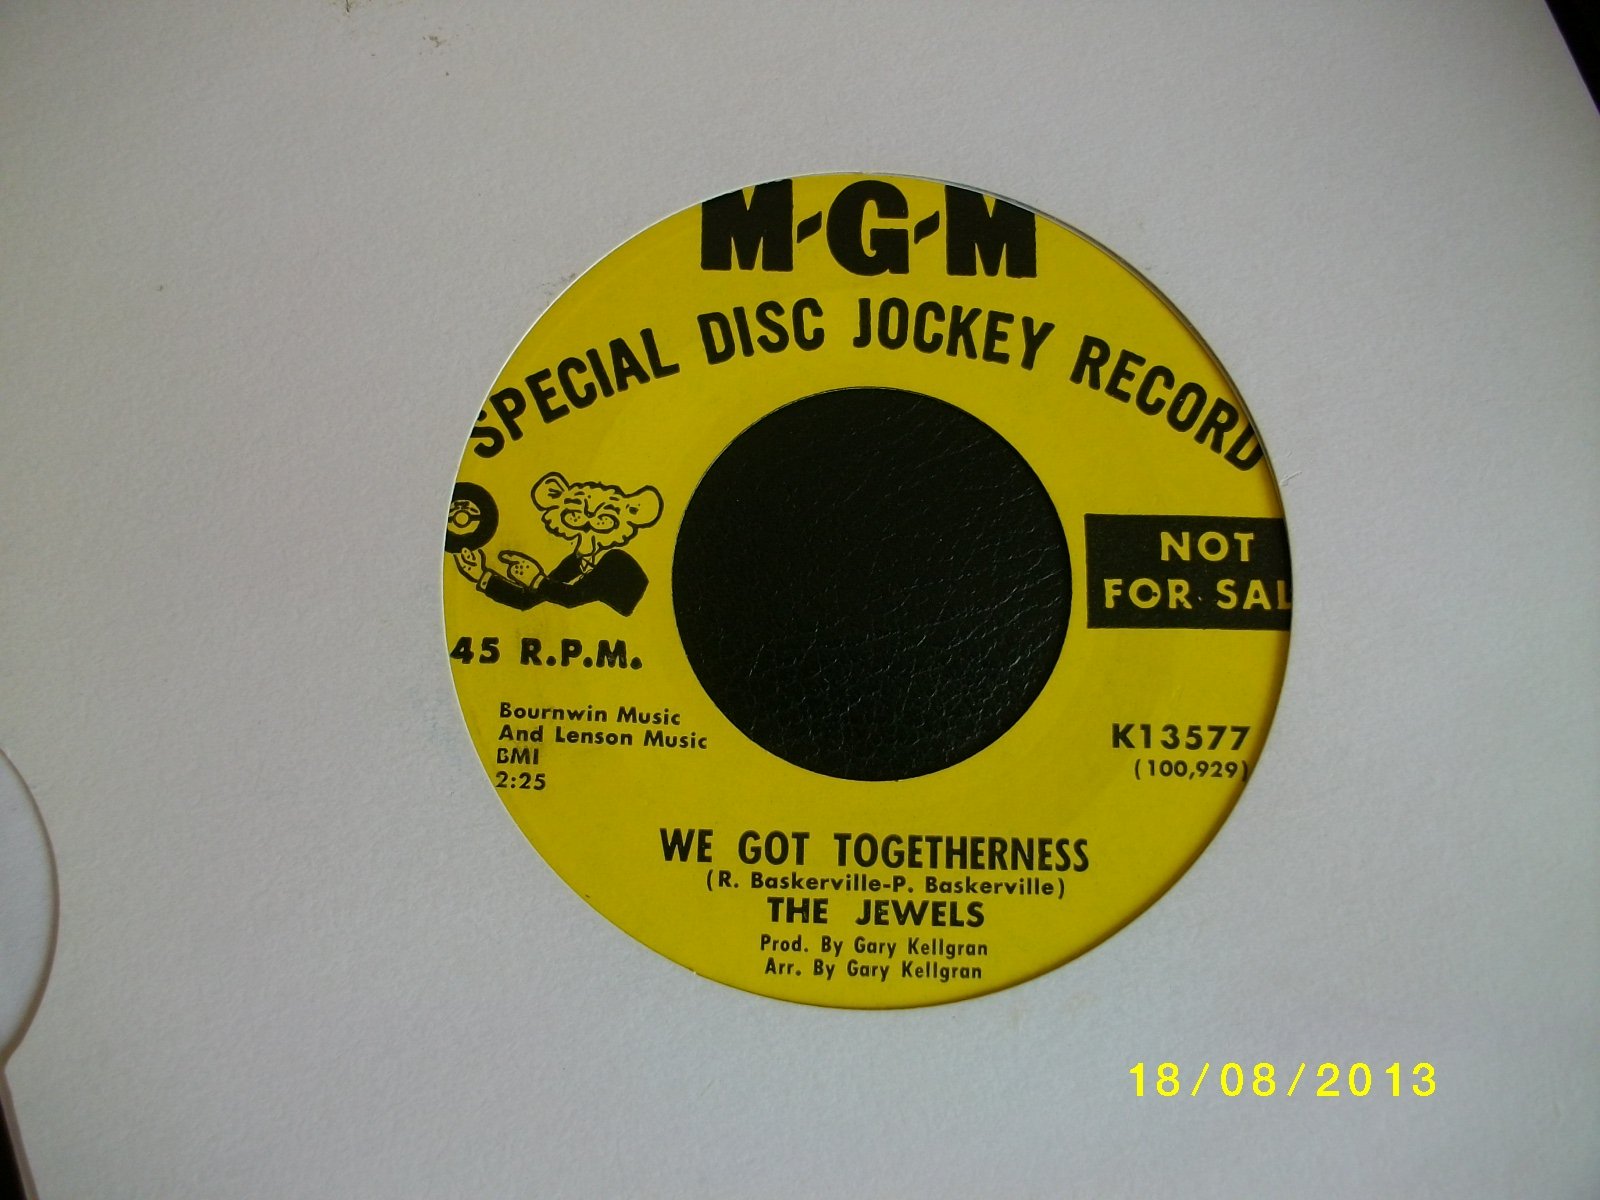 M-G-M
SPECIAL DISC JOCKEY RECORD
NOT
FOR SAL
45 R.P.M.
Bournwin Music
And Lenson Music
BMI
2:25
K13577
(100,929)
WE GOT TOGETHERNESS
(R. Baskerville-P. Baskerville)
THE JEWELS
Prod. By Gary Kellgran
Arr. By Gary Kellgran
18/08/2013